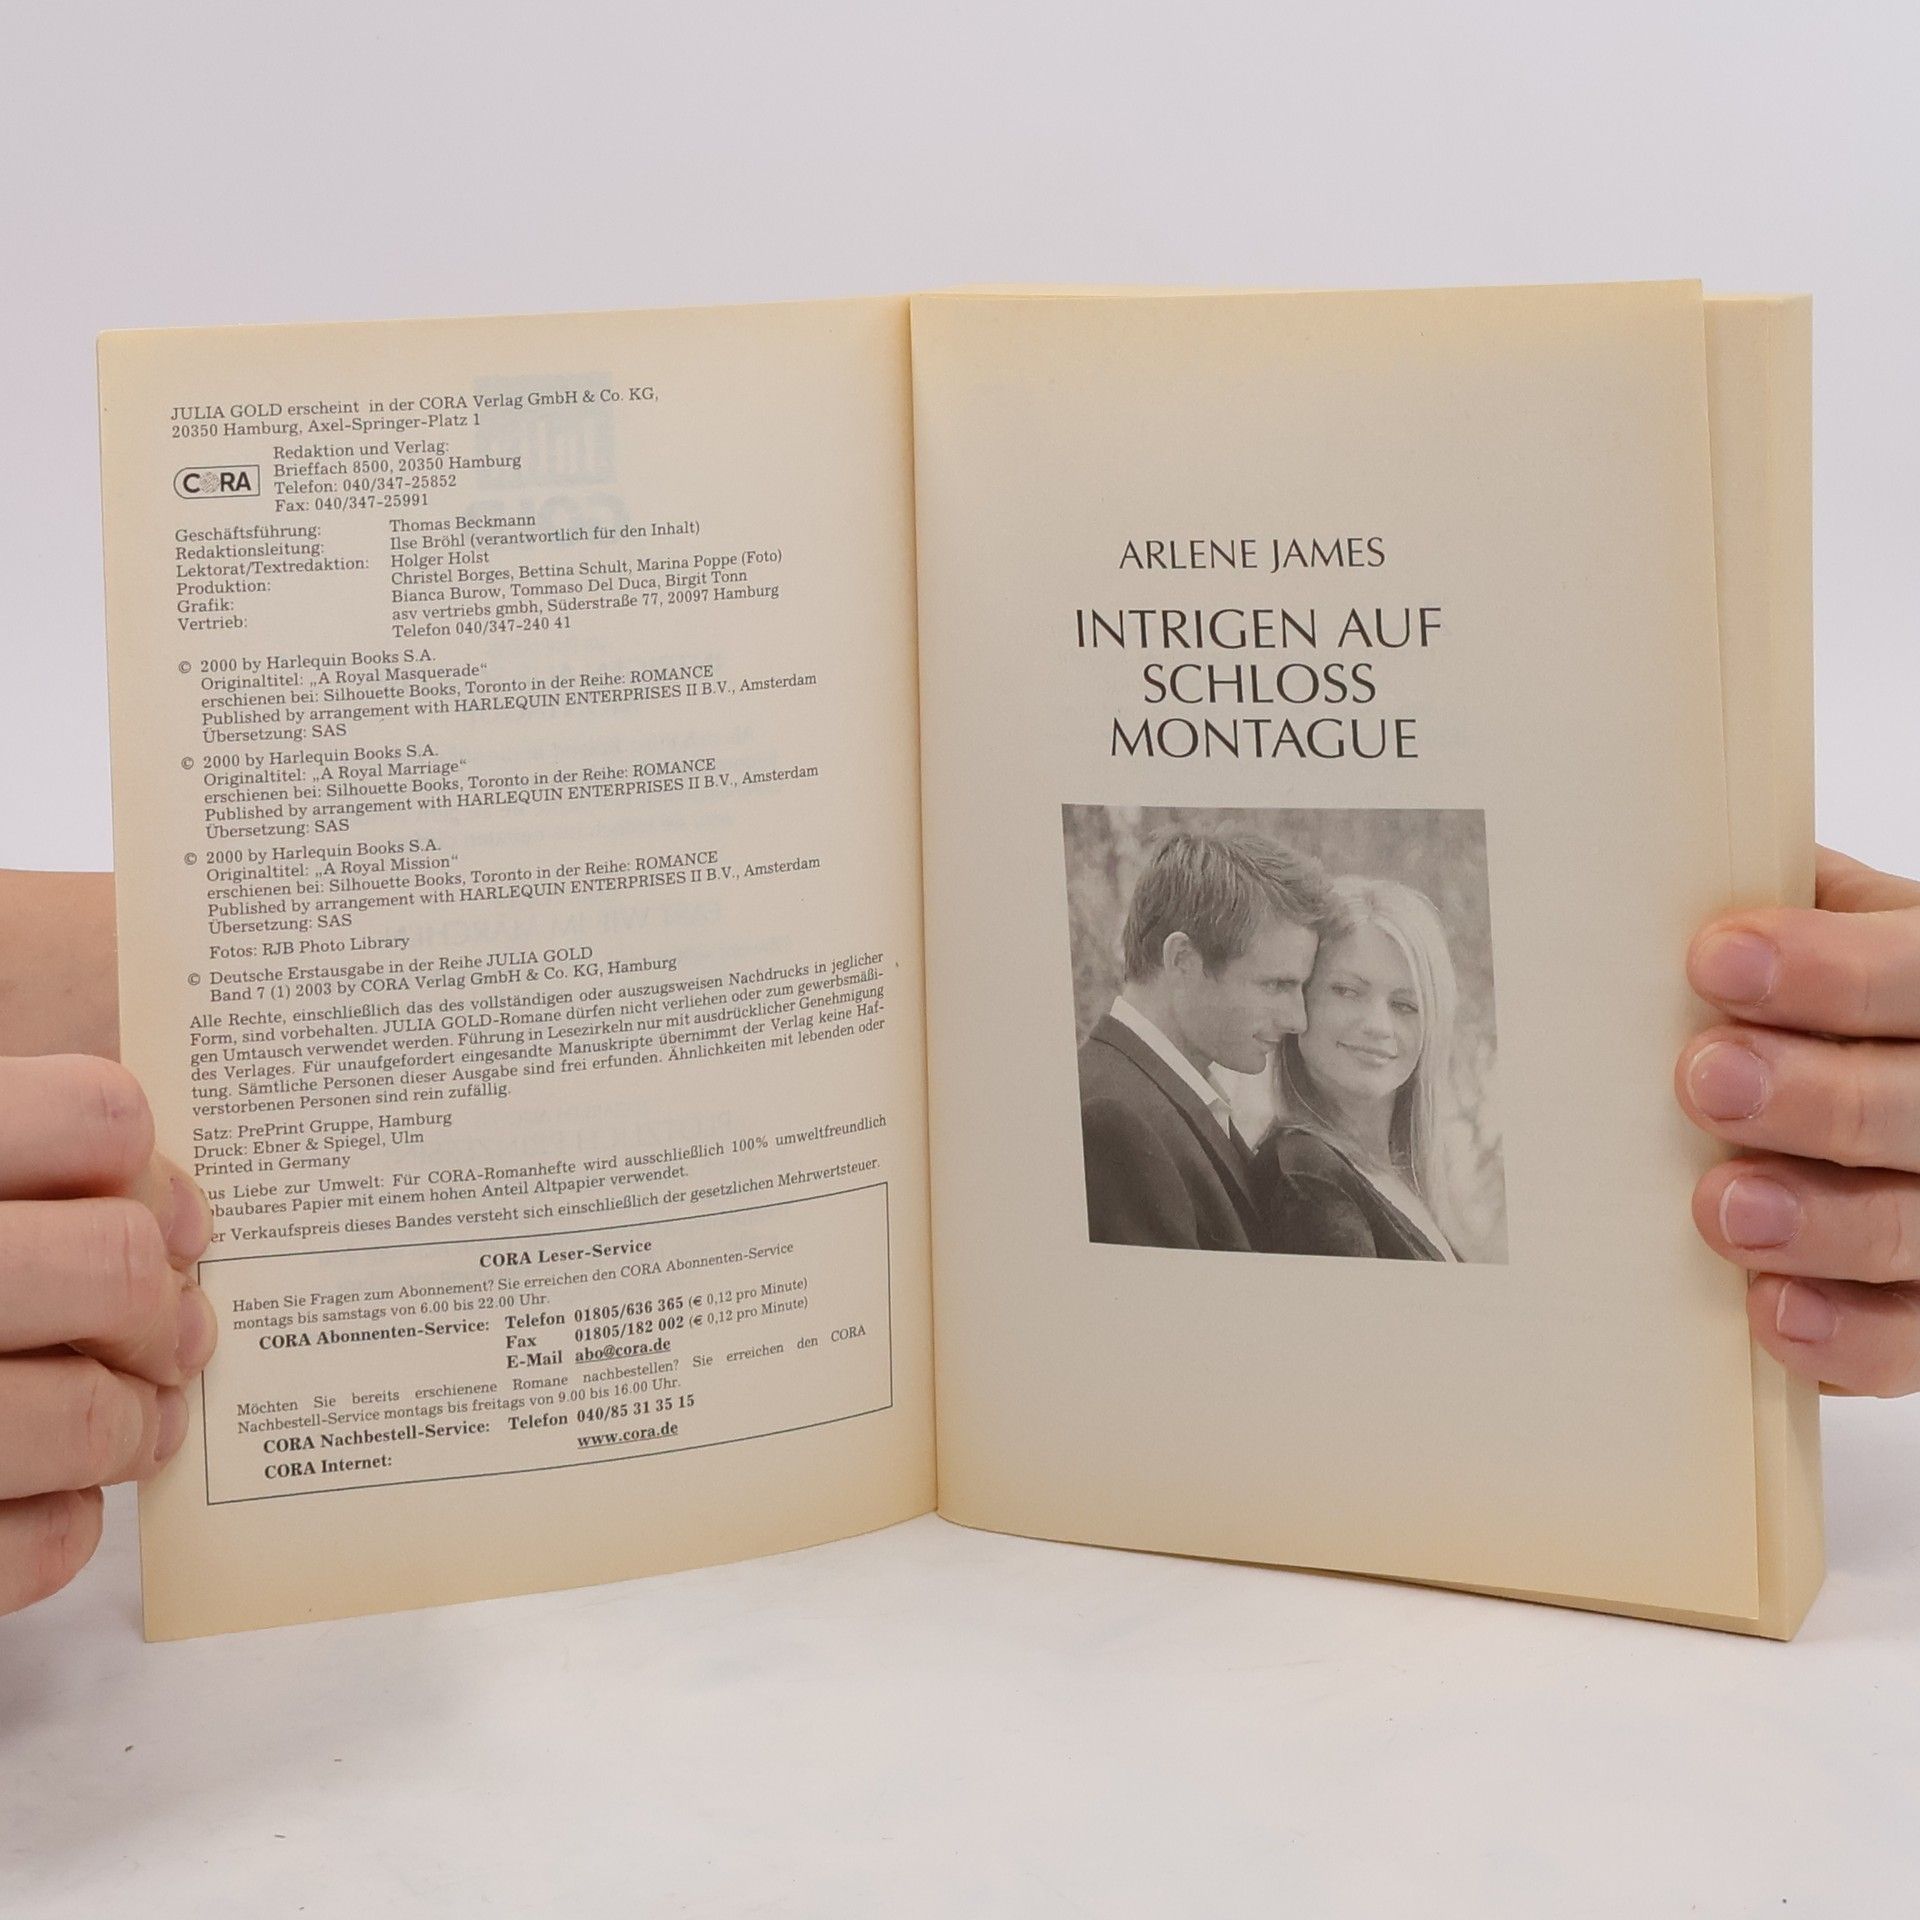 JULIA GOLD erscheint in der CORA Verlag GmbH & Co. KG,
20350 Hamburg, Axel-Springer-Platz 1
CORA
Redaktion und Verlag:
Brieffach 8500, 20350 Hamburg
Telefon: 040/347-25852
Fax: 040/347-25991
Geschäftsführung: Thomas Beckmann
Redaktionsleitung: Ilse Bröhl (verantwortlich für den Inhalt)
Lektorat/Textredaktion: Holger Holst
Produktion: Christel Borges, Bettina Schult, Marina Poppe (Foto)
Grafik: Bianca Burow, Tommaso Del Duca, Birgit Tonn
Vertrieb: asv vertriebs gmbh, Süderstraße 77, 20097 Hamburg
Telefon 040/347-240 41
© 2000 by Harlequin Books S.A.
Originaltitel: „A Royal Masquerade“
erschienen bei: Silhouette Books, Toronto in der Reihe: ROMANCE
Published by arrangement with HARLEQUIN ENTERPRISES II B.V., Amsterdam
Übersetzung: SAS
© 2000 by Harlequin Books S.A.
Originaltitel: „A Royal Marriage“
erschienen bei: Silhouette Books, Toronto in der Reihe: ROMANCE
Published by arrangement with HARLEQUIN ENTERPRISES II B.V., Amsterdam
Übersetzung: SAS
© 2000 by Harlequin Books S.A.
Originaltitel: „A Royal Mission“
erschienen bei: Silhouette Books, Toronto in der Reihe: ROMANCE
Published by arrangement with HARLEQUIN ENTERPRISES II B.V., Amsterdam
Übersetzung: SAS
Fotos: RJB Photo Library
© Deutsche Erstausgabe in der Reihe JULIA GOLD
Band 7 (1) 2003 by CORA Verlag GmbH & Co. KG, Hamburg
Alle Rechte, einschließlich das des vollständigen oder auszugsweisen Nachdrucks in jeglicher
Form, sind vorbehalten. JULIA GOLD-Romane dürfen nicht verliehen oder zum gewerbsmäßi-
gen Umtausch verwendet werden. Führung in Lesezirkeln nur mit ausdrücklicher Genehmigung
des Verlages. Für unaufgefordert eingesandte Manuskripte übernimmt der Verlag keine Haf-
tung. Sämtliche Personen dieser Ausgabe sind frei erfunden. Ähnlichkeiten mit lebenden oder
verstorbenen Personen sind rein zufällig.
Satz: PrePrint Gruppe, Hamburg
Druck: Ebner & Spiegel, Ulm
Printed in Germany
us Liebe zur Umwelt: Für CORA-Romanhefte wird ausschließlich 100% umweltfreundlich
baubares Papier mit einem hohen Anteil Altpapier verwendet.
er Verkaufspreis dieses Bandes versteht sich einschließlich der gesetzlichen Mehrwertsteuer.
CORA Leser-Service
Haben Sie Fragen zum Abonnement? Sie erreichen den CORA Abonnenten-Service
montags bis samstags von 6.00 bis 22.00 Uhr.
CORA Abonnenten-Service: Telefon 01805/636 365 (€ 0,12 pro Minute)
Fax 01805/182 002 (€ 0,12 pro Minute)
E-Mail abo@cora.de
Möchten Sie bereits erschienene Romane nachbestellen? Sie erreichen den CORA
Nachbestell-Service montags bis freitags von 9.00 bis 16.00 Uhr.
CORA Nachbestell-Service: Telefon 040/85 31 35 15
CORA Internet: www.cora.de
ARLENE JAMES
INTRIGEN AUF
SCHLOSS
MONTAGUE